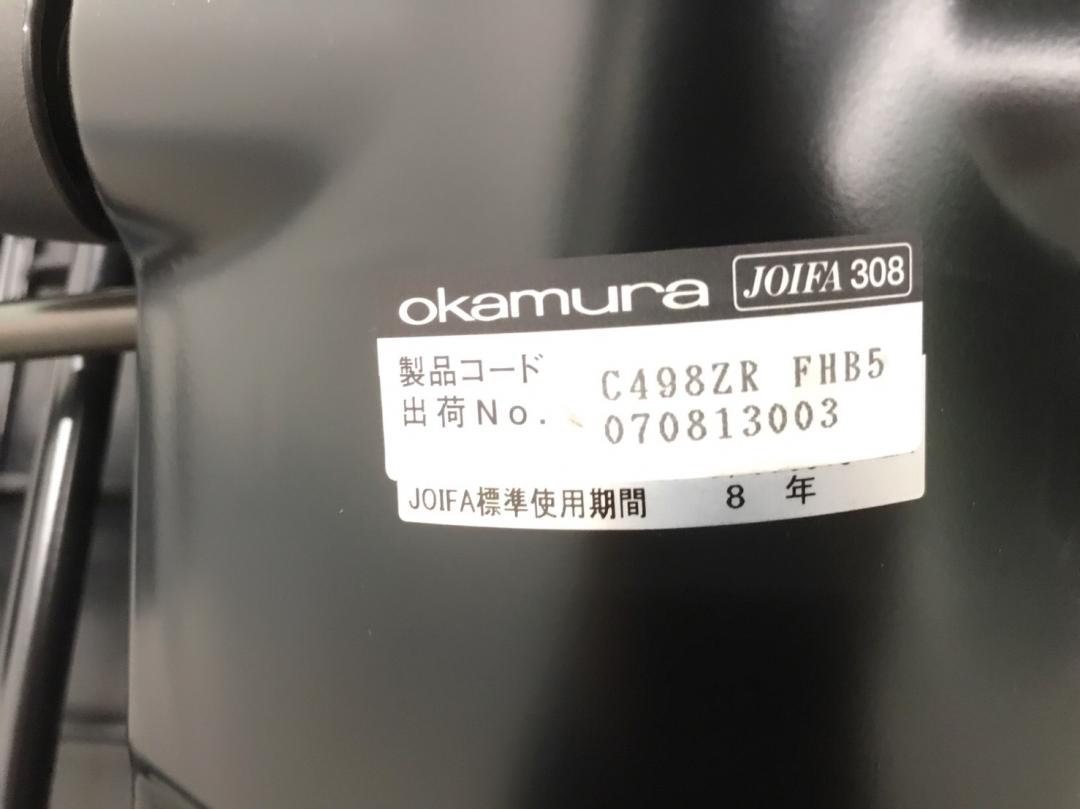 okamura JOIFA 308
製品コード C498ZR FHB5
出荷No. 070813003
JOIFA標準使用期間 8 年